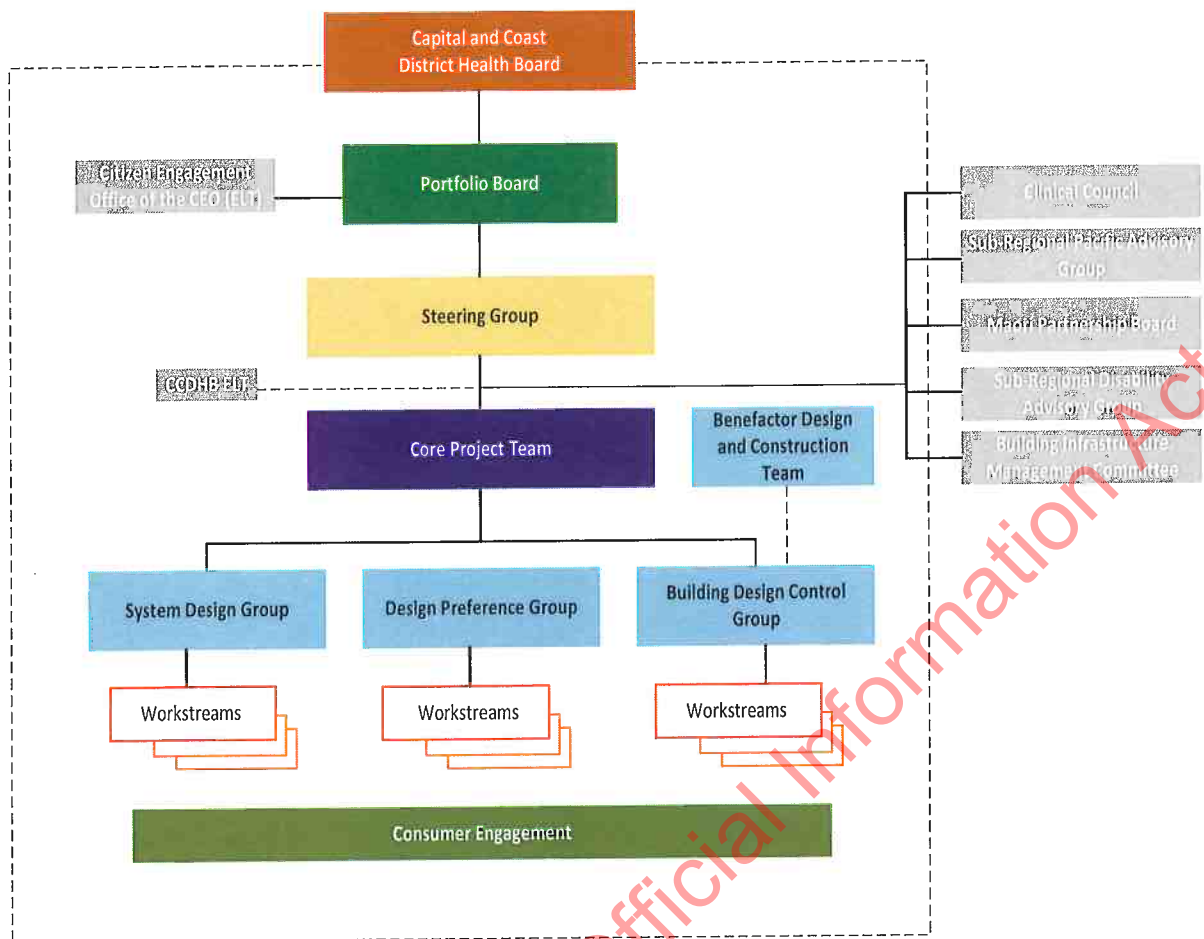 Capital and Coast
District Health Board
Citizen Engagement
Office of the CEO (ELT)
Portfolio Board
Clinical Council
Sub-Regional Pacific Advisory
Group
Steering Group
Maori Partnership Board
CCDHB ELT
Sub-Regional Disability
Advisory Group
Core Project Team
Benefactor Design
and Construction
Team
Building Infrastructure
Management Committee
System Design Group
Design Preference Group
Building Design Control
Group
Workstreams
Workstreams
Workstreams
Consumer Engagement
Official Information Act